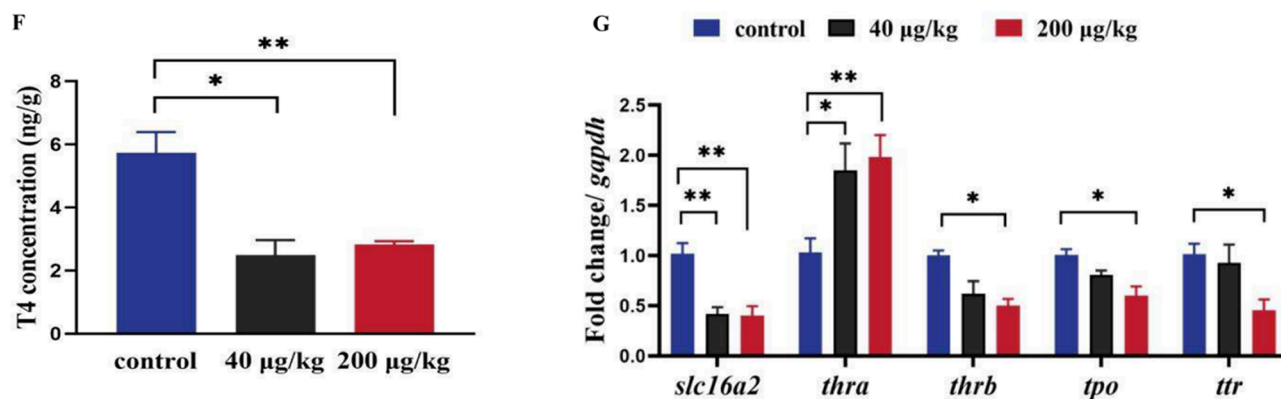 F
**
*
8
6
4
2
0
T4 concentration (ng/g)
control 40 μg/kg 200 μg/kg
G
control 40 μg/kg 200 μg/kg
Fold change/ gapdh
2.5
2.0
1.5
1.0
0.5
0.0
**
**
**
*
*
*
*
slc16a2 thra thrb tpo ttr